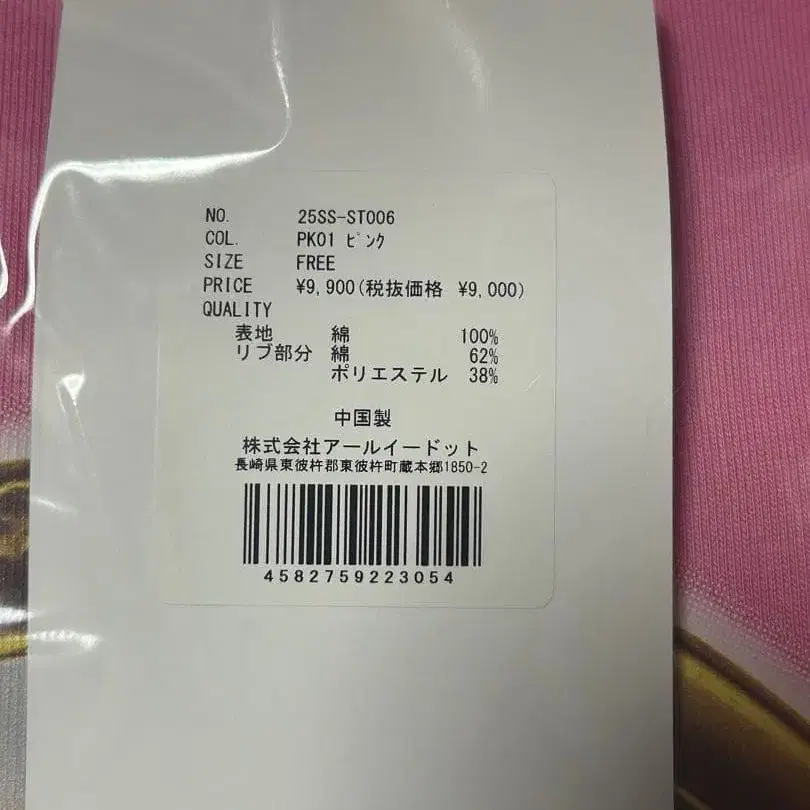 NO. 25SS-ST006
COL. PK01 ﾋﾟﾝｸ
SIZE FREE
PRICE ¥9,900(税抜価格 ¥9,000)
QUALITY
表地 綿 100%
リブ部分 綿 62%
ポリエステル 38%
中国製
株式会社アールイードット
長崎県東彼杵郡東彼杵町蔵本郷1850-2
4582759223054